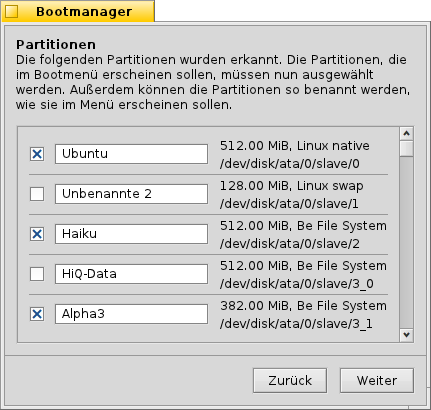 Bootmanager
Partitionen
Die folgenden Partitionen wurden erkannt. Die Partitionen, die
im Bootmenü erscheinen sollen, müssen nun ausgewählt
werden. Außerdem können die Partitionen so benannt werden,
wie sie im Menü erscheinen sollen.
Ubuntu
512.00 MiB, Linux native
/dev/disk/ata/0/slave/0
Unbenannte 2
128.00 MiB, Linux swap
/dev/disk/ata/0/slave/1
Haiku
512.00 MiB, Be File System
/dev/disk/ata/0/slave/2
HiQ-Data
512.00 MiB, Be File System
/dev/disk/ata/0/slave/3_0
Alpha3
382.00 MiB, Be File System
/dev/disk/ata/0/slave/3_1
Zurück
Weiter